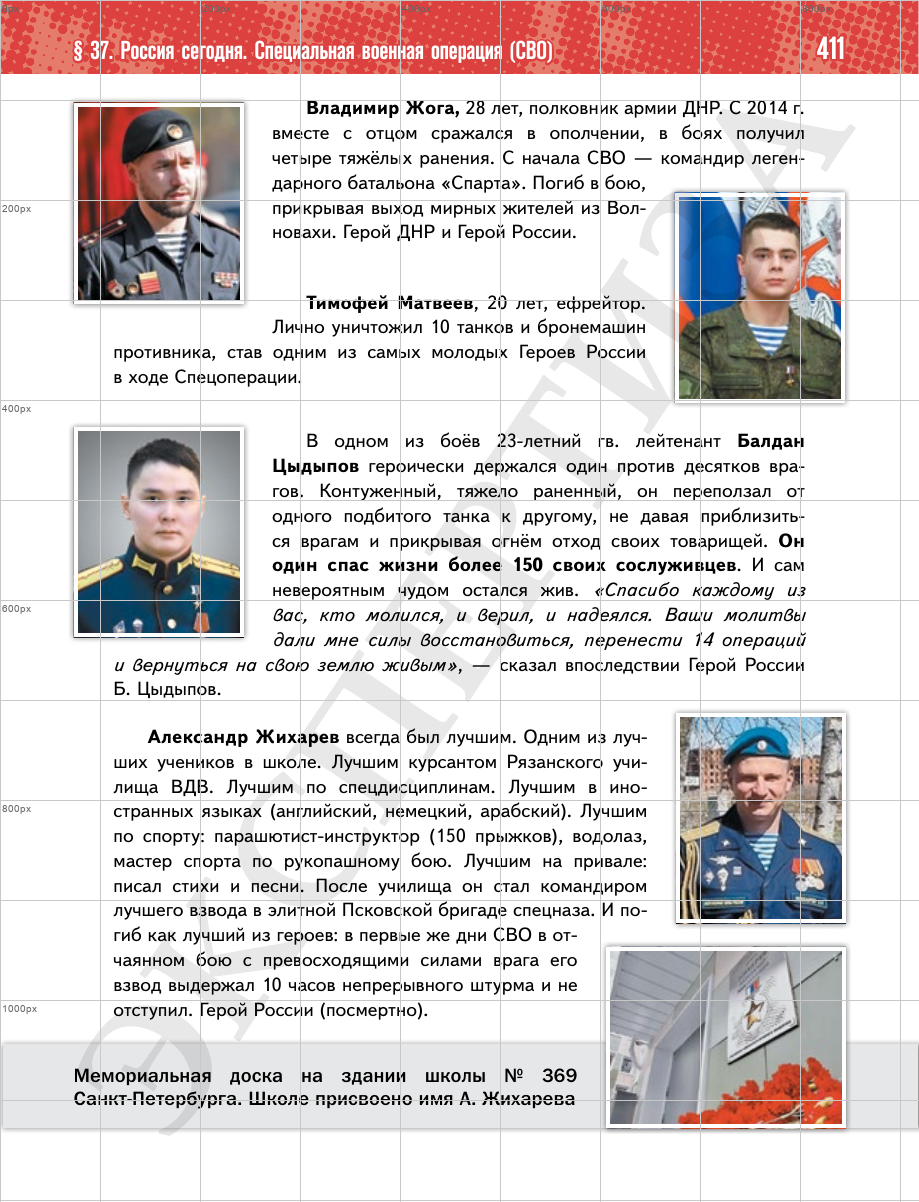 § 37. Россия сегодня. Специальная военная операция (СВО)
411
Владимир Жога, 28 лет, полковник армии ДНР. С 2014 г.
вместе с отцом сражался в ополчении, в боях получил
четыре тяжёлых ранения. С начала СВО — командир леген-
дарного батальона «Спарта». Погиб в бою,
прикрывая выход мирных жителей из Вол-
новахи. Герой ДНР и Герой России.
Тимофей Матвеев, 20 лет, ефрейтор.
Лично уничтожил 10 танков и бронемашин
противника, став одним из самых молодых Героев России
в ходе Спецоперации.
В одном из боёв 23-летний гв. лейтенант Балдан
Цыдыпов героически держался один против десятков вра-
гов. Контуженный, тяжело раненный, он переползал от
одного подбитого танка к другому, не давая приблизить-
ся врагам и прикрывая огнём отход своих товарищей. Он
один спас жизни более 150 своих сослуживцев. И сам
невероятным чудом остался жив. «Спасибо каждому из
вас, кто молился, и верил, и надеялся. Ваши молитвы
дали мне силы восстановиться, перенести 14 операций
и вернуться на свою землю живым», — сказал впоследствии Герой России
Б. Цыдыпов.
Александр Жихарев всегда был лучшим. Одним из луч-
ших учеников в школе. Лучшим курсантом Рязанского учи-
лища ВДВ. Лучшим по спецдисциплинам. Лучшим в ино-
странных языках (английский, немецкий, арабский). Лучшим
по спорту: парашютист-инструктор (150 прыжков), водолаз,
мастер спорта по рукопашному бою. Лучшим на привале:
писал стихи и песни. После училища он стал командиром
лучшего взвода в элитной Псковской бригаде спецназа. И по-
гиб как лучший из героев: в первые же дни СВО в от-
чаянном бою с превосходящими силами врага его
взвод выдержал 10 часов непрерывного штурма и не
отступил. Герой России (посмертно).
Мемориальная доска на здании школы № 369
Санкт-Петербурга. Школе присвоено имя А. Жихарева
ЭКСПЕРТИЗА
200px
400px
600px
800px
1000px